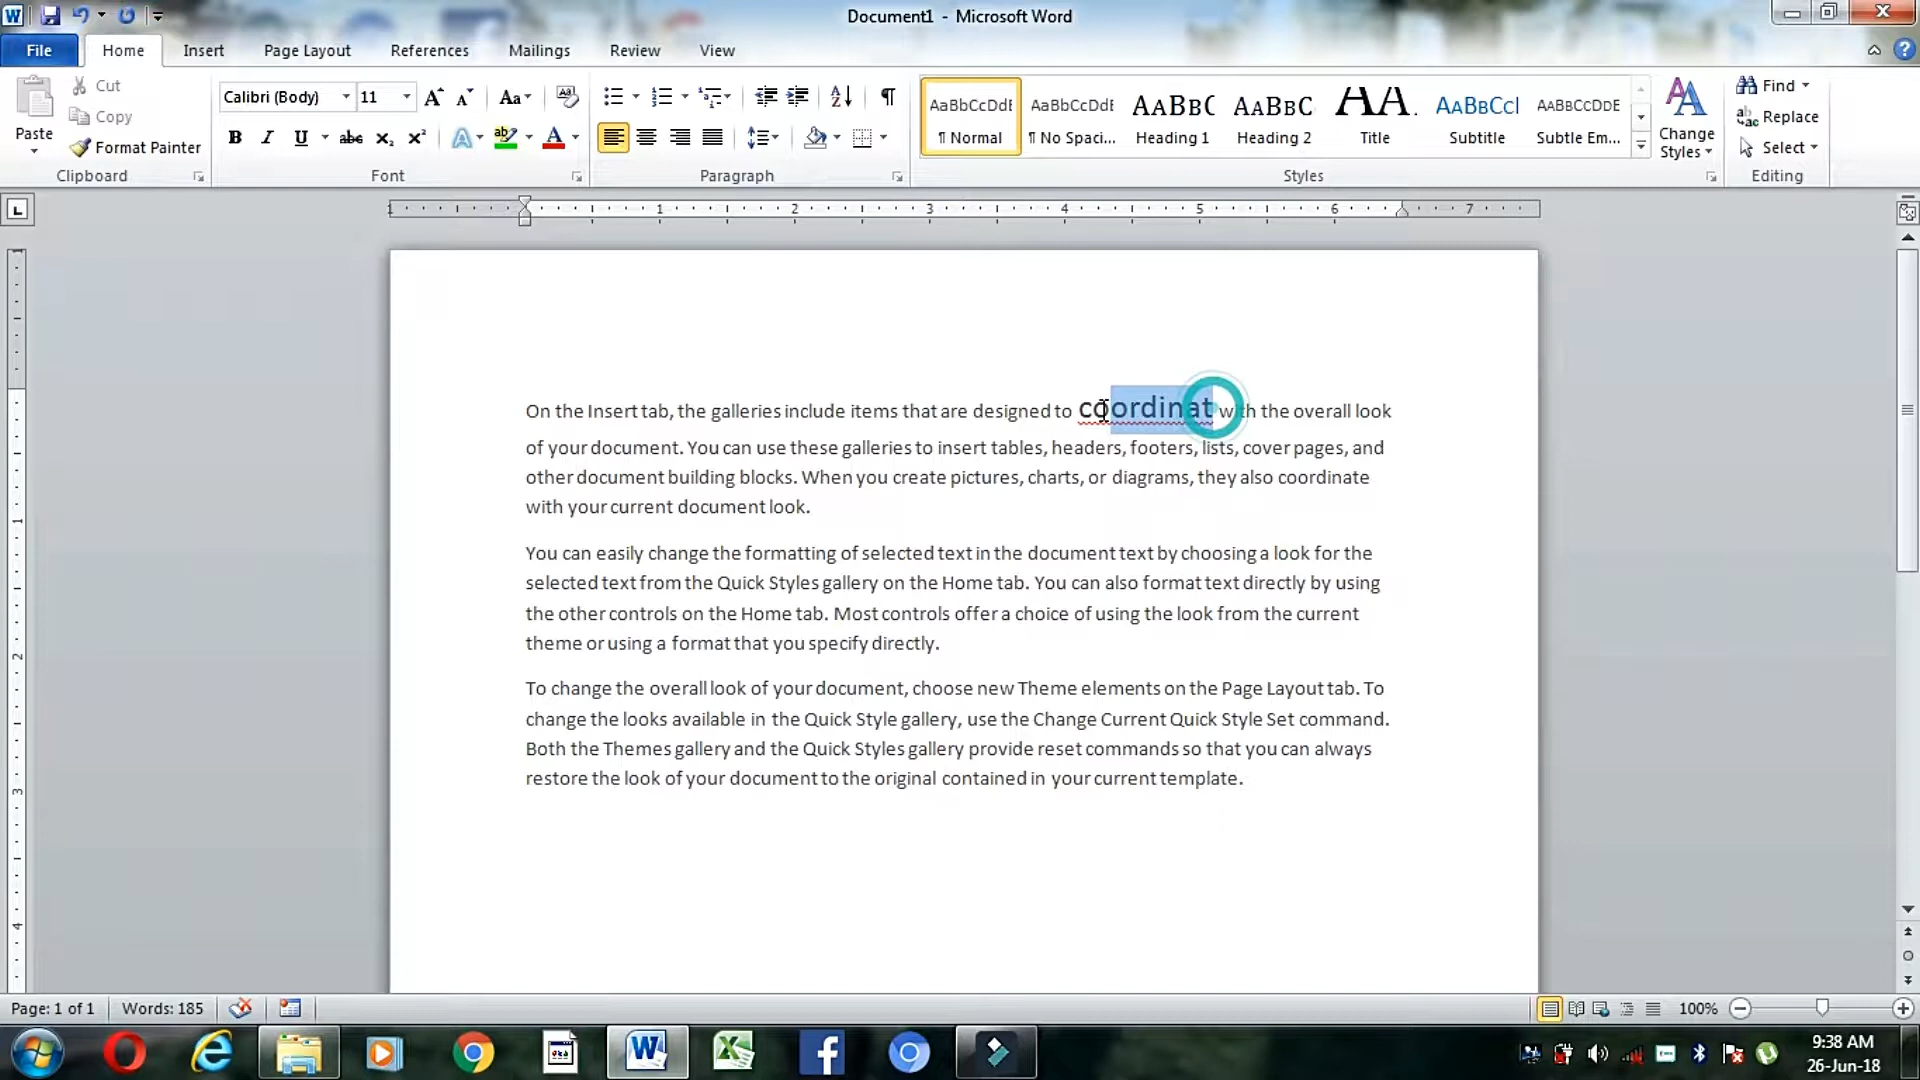 Document1 - Microsoft Word
File Home Insert Page Layout References Mailings Review View
Paste
Cut
Copy
Format Painter
Clipboard
Calibri (Body) 11
Font
Paragraph
AaBbCcDdE AaBbCcDdE AABBC AABBC AA. AABBCCI AABBCCDDE
¶ Normal ¶ No Spaci... Heading 1 Heading 2 Title Subtitle Subtle Em...
Styles
Change Styles
Find
Replace
Select
Editing
1 1 2 3 4 5 6 7
On the Insert tab, the galleries include items that are designed to coordinat with the overall look
of your document. You can use these galleries to insert tables, headers, footers, lists, cover pages, and
other document building blocks. When you create pictures, charts, or diagrams, they also coordinate
with your current document look.
You can easily change the formatting of selected text in the document text by choosing a look for the
selected text from the Quick Styles gallery on the Home tab. You can also format text directly by using
the other controls on the Home tab. Most controls offer a choice of using the look from the current
theme or using a format that you specify directly.
To change the overall look of your document, choose new Theme elements on the Page Layout tab. To
change the looks available in the Quick Style gallery, use the Change Current Quick Style Set command.
Both the Themes gallery and the Quick Styles gallery provide reset commands so that you can always
restore the look of your document to the original contained in your current template.
Page: 1 of 1 Words: 185 100%
9:38 AM
26-Jun-18